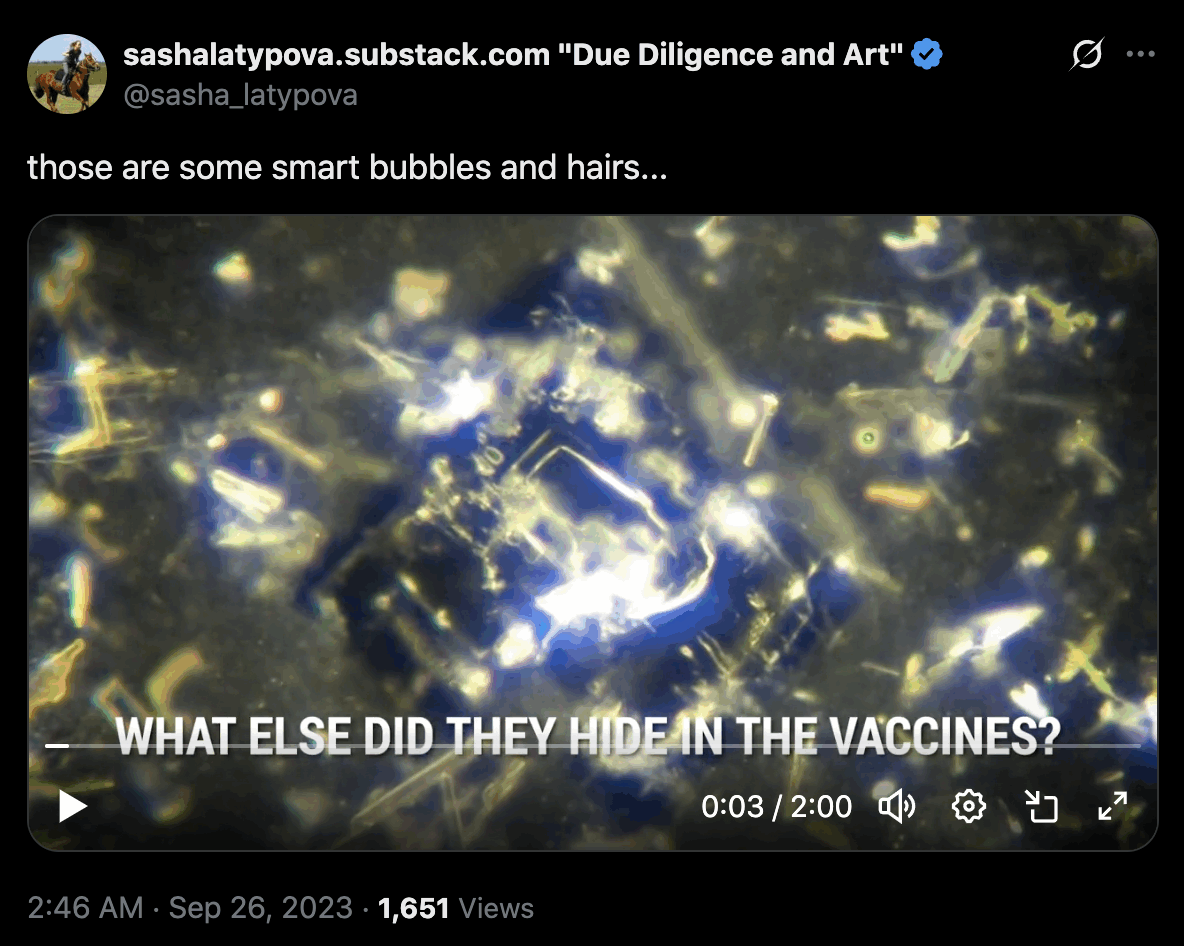 sashalatypova.substack.com "Due Diligence and Art"
@sasha_latypova
those are some smart bubbles and hairs...
WHAT ELSE DID THEY HIDE IN THE VACCINES?
0:03 / 2:00
2:46 AM · Sep 26, 2023 · 1,651 Views